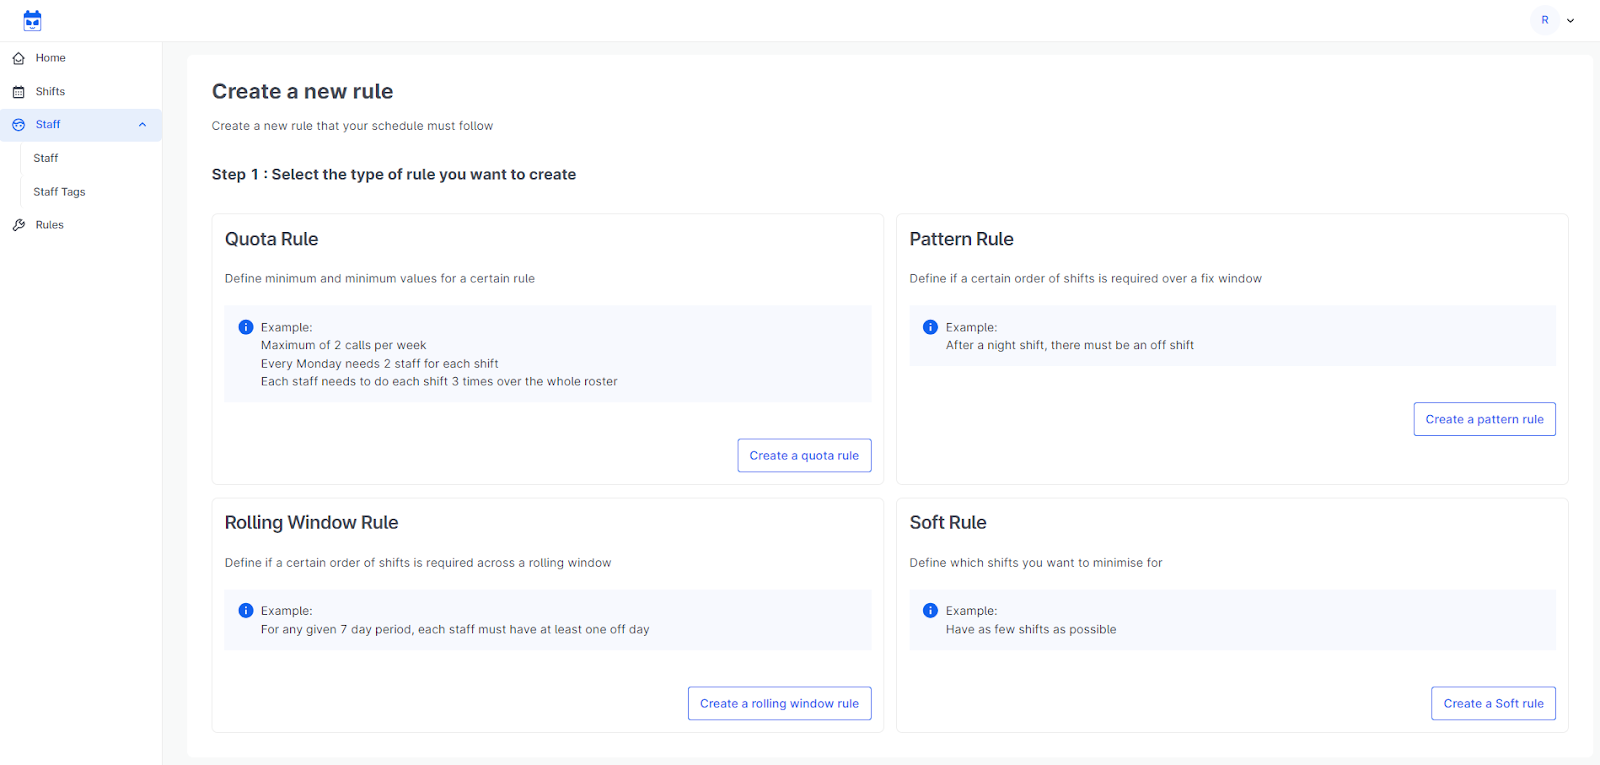 R
Home
Shifts
Staff
Staff
Staff Tags
Rules
Create a new rule
Create a new rule that your schedule must follow
Step 1 : Select the type of rule you want to create
Quota Rule
Define minimum and minimum values for a certain rule
Example:
Maximum of 2 calls per week
Every Monday needs 2 staff for each shift
Each staff needs to do each shift 3 times over the whole roster
Create a quota rule
Pattern Rule
Define if a certain order of shifts is required over a fix window
Example:
After a night shift, there must be an off shift
Create a pattern rule
Rolling Window Rule
Define if a certain order of shifts is required across a rolling window
Example:
For any given 7 day period, each staff must have at least one off day
Create a rolling window rule
Soft Rule
Define which shifts you want to minimise for
Example:
Have as few shifts as possible
Create a Soft rule